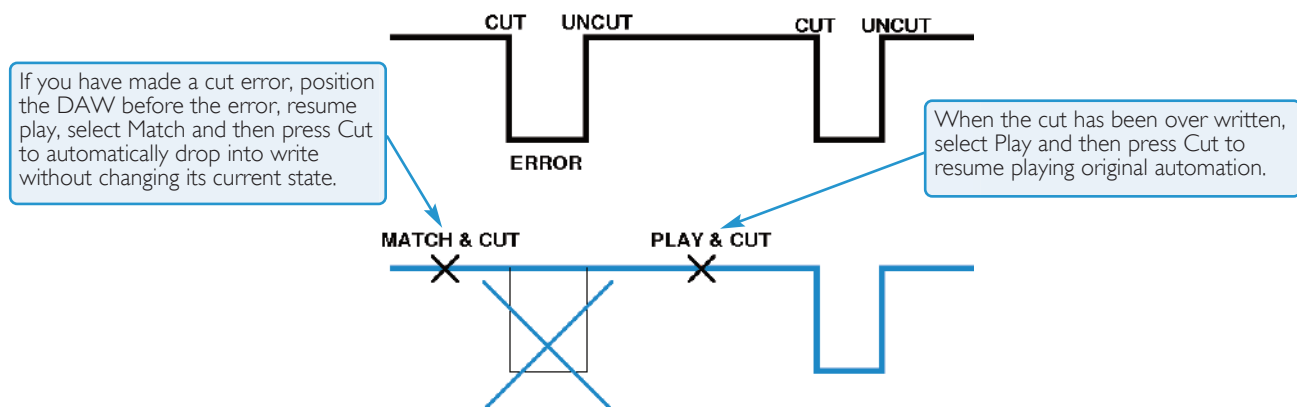 CUT UNCUT CUT UNCUT
If you have made a cut error, position
the DAW before the error, resume
play, select Match and then press Cut
to automatically drop into write
without changing its current state.
ERROR
When the cut has been over written,
select Play and then press Cut to
resume playing original automation.
MATCH & CUT PLAY & CUT